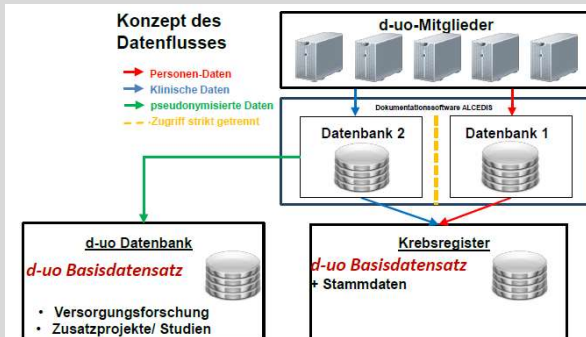 Konzept des
Datenflusses
d-uo-Mitglieder
Personen-Daten
Klinische Daten
pseudonymisierte Daten
Zugriff strikt getrennt
Dokumentationssoftware ALCEDIS
Datenbank 2
Datenbank 1
d-uo Datenbank
d-uo Basisdatensatz
• Versorgungsforschung
• Zusatzprojekte/ Studien
Krebsregister
d-uo Basisdatensatz
+ Stammdaten